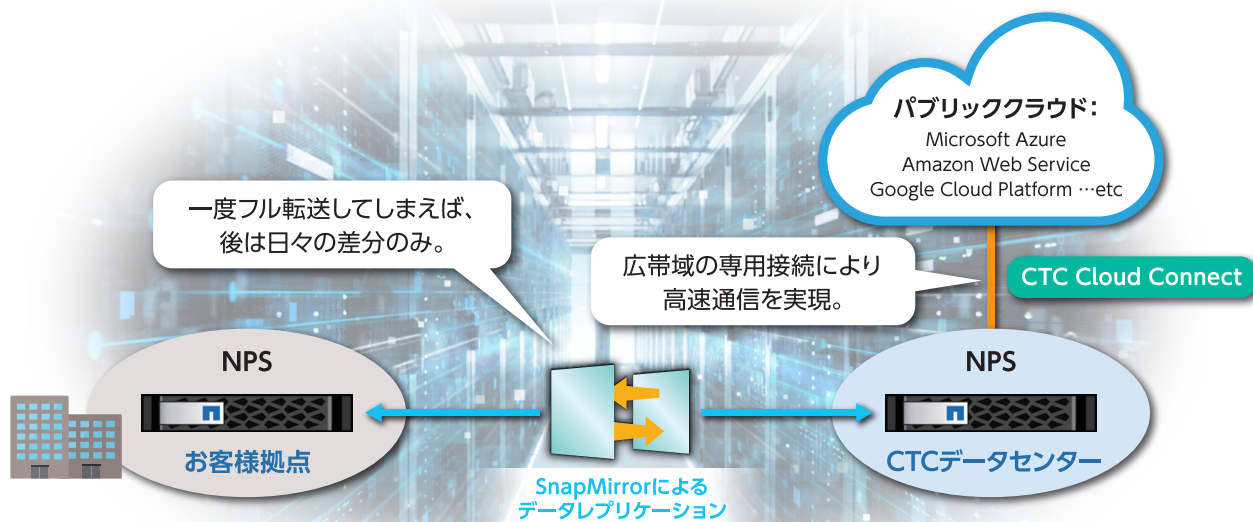 パブリッククラウド：
Microsoft Azure
Amazon Web Service
Google Cloud Platform …etc
一度フル転送してしまえば、
後は日々の差分のみ。
広帯域の専用接続により
高速通信を実現。
CTC Cloud Connect
NPS
お客様拠点
NPS
CTCデータセンター
SnapMirrorによる
データレプリケーション